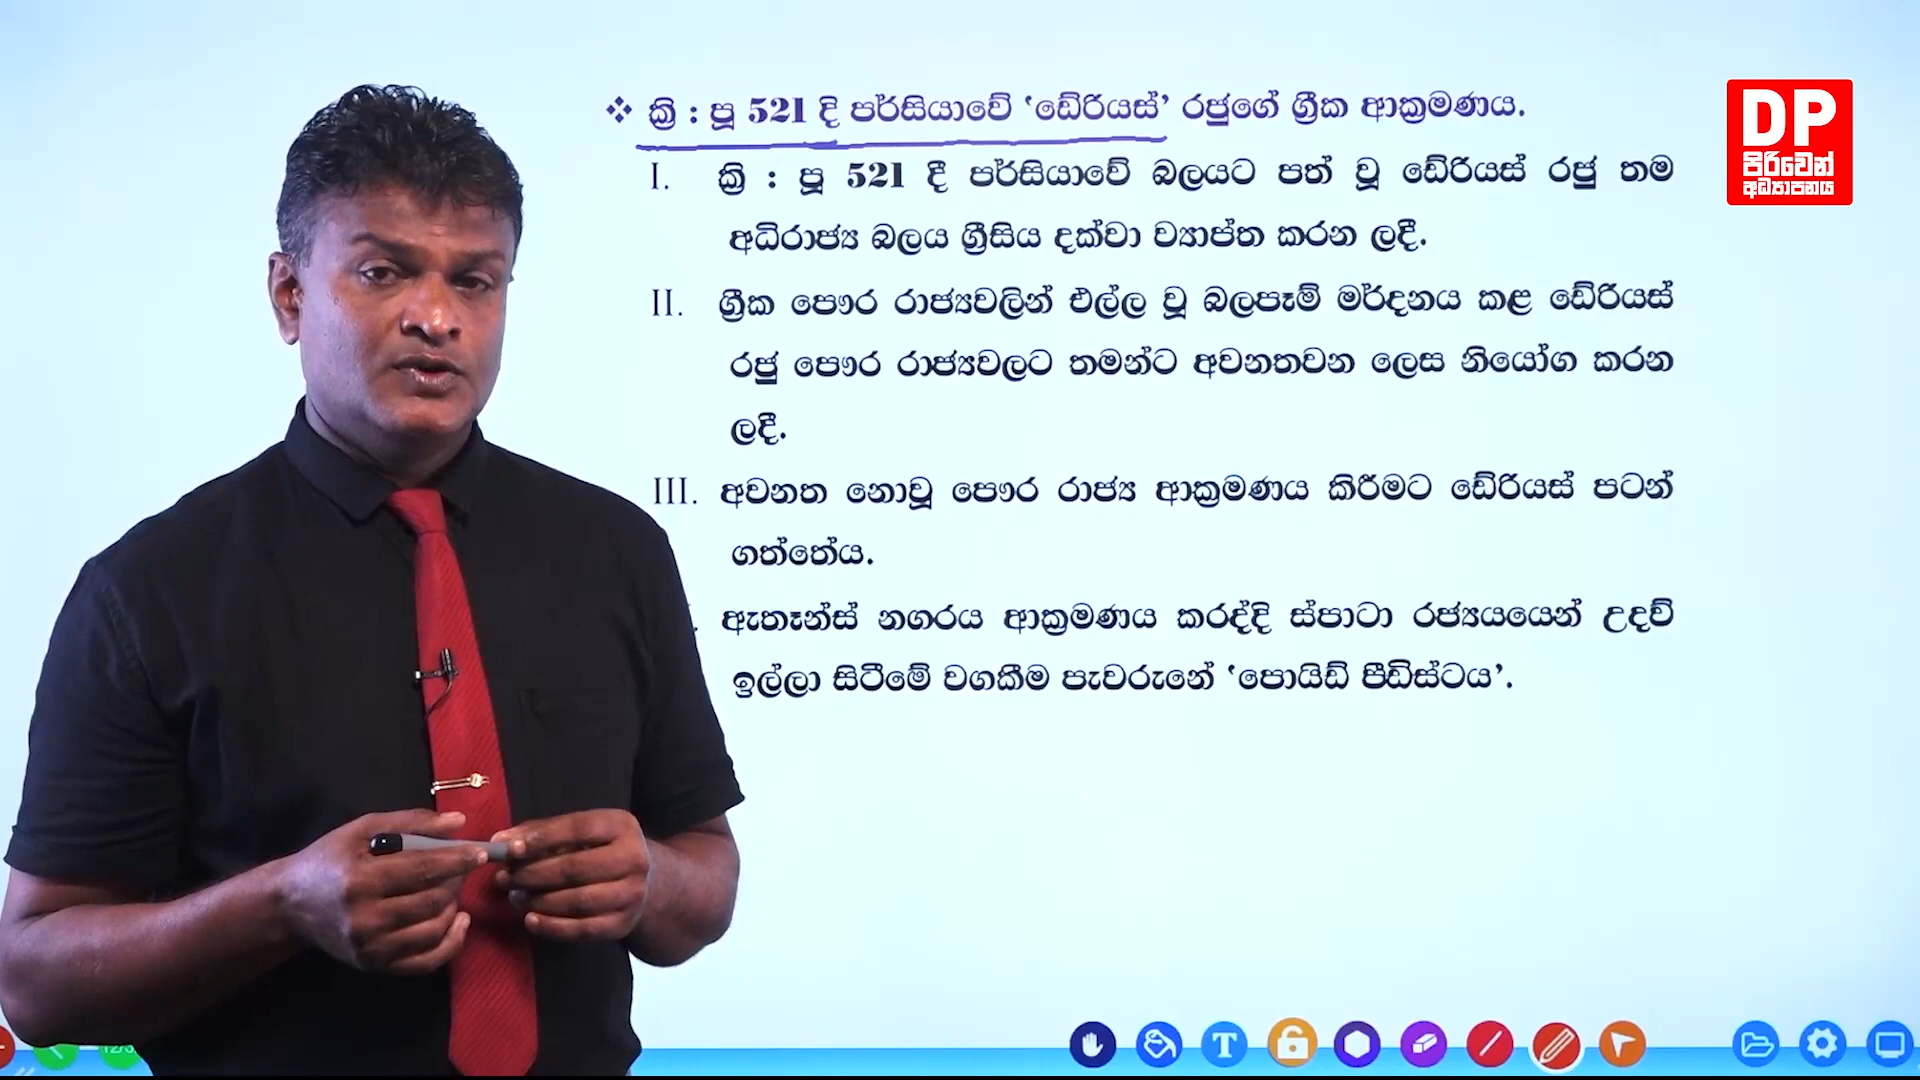 ❖ ක්‍රි : පූ 521 දි පර්සියාවේ ‘ඩේරියස්’ රජුගේ ග්‍රීක ආක්‍රමණය.
I. ක්‍රි : පූ 521 දී පර්සියාවේ බලයට පත් වූ ඩේරියස් රජු තම
අධිරාජ්‍ය බලය ග්‍රීසිය දක්වා ව්‍යාප්ත කරන ලදී.
II. ග්‍රීක පෞර රාජ්‍යවලින් එල්ල වූ බලපෑම් මර්දනය කළ ඩේරියස්
රජු පෞර රාජ්‍යවලට තමන්ට අවනතවන ලෙස නියෝග කරන
ලදී.
III. අවනත නොවූ පෞර රාජ්‍ය ආක්‍රමණය කිරීමට ඩේරියස් පටන්
ගත්තේය.
ඇතෑන්ස් නගරය ආක්‍රමණය කරද්දි ස්පාටා රජ්‍යයයෙන් උදව්
ඉල්ලා සිටීමේ වගකීම පැවරුනේ ‘පොයිඩ් පීඩිස්ටය’.
DP
පිරිවෙන්
අධ්‍යාපනය
T